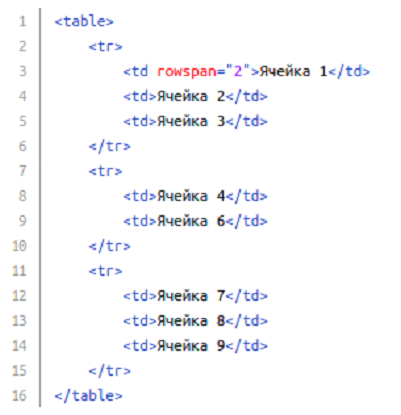 1 <table>
2 <tr>
3 <td rowspan="2">Ячейка 1</td>
4 <td>Ячейка 2</td>
5 <td>Ячейка 3</td>
6 </tr>
7 <tr>
8 <td>Ячейка 4</td>
9 <td>Ячейка 6</td>
10 </tr>
11 <tr>
12 <td>Ячейка 7</td>
13 <td>Ячейка 8</td>
14 <td>Ячейка 9</td>
15 </tr>
16 </table>